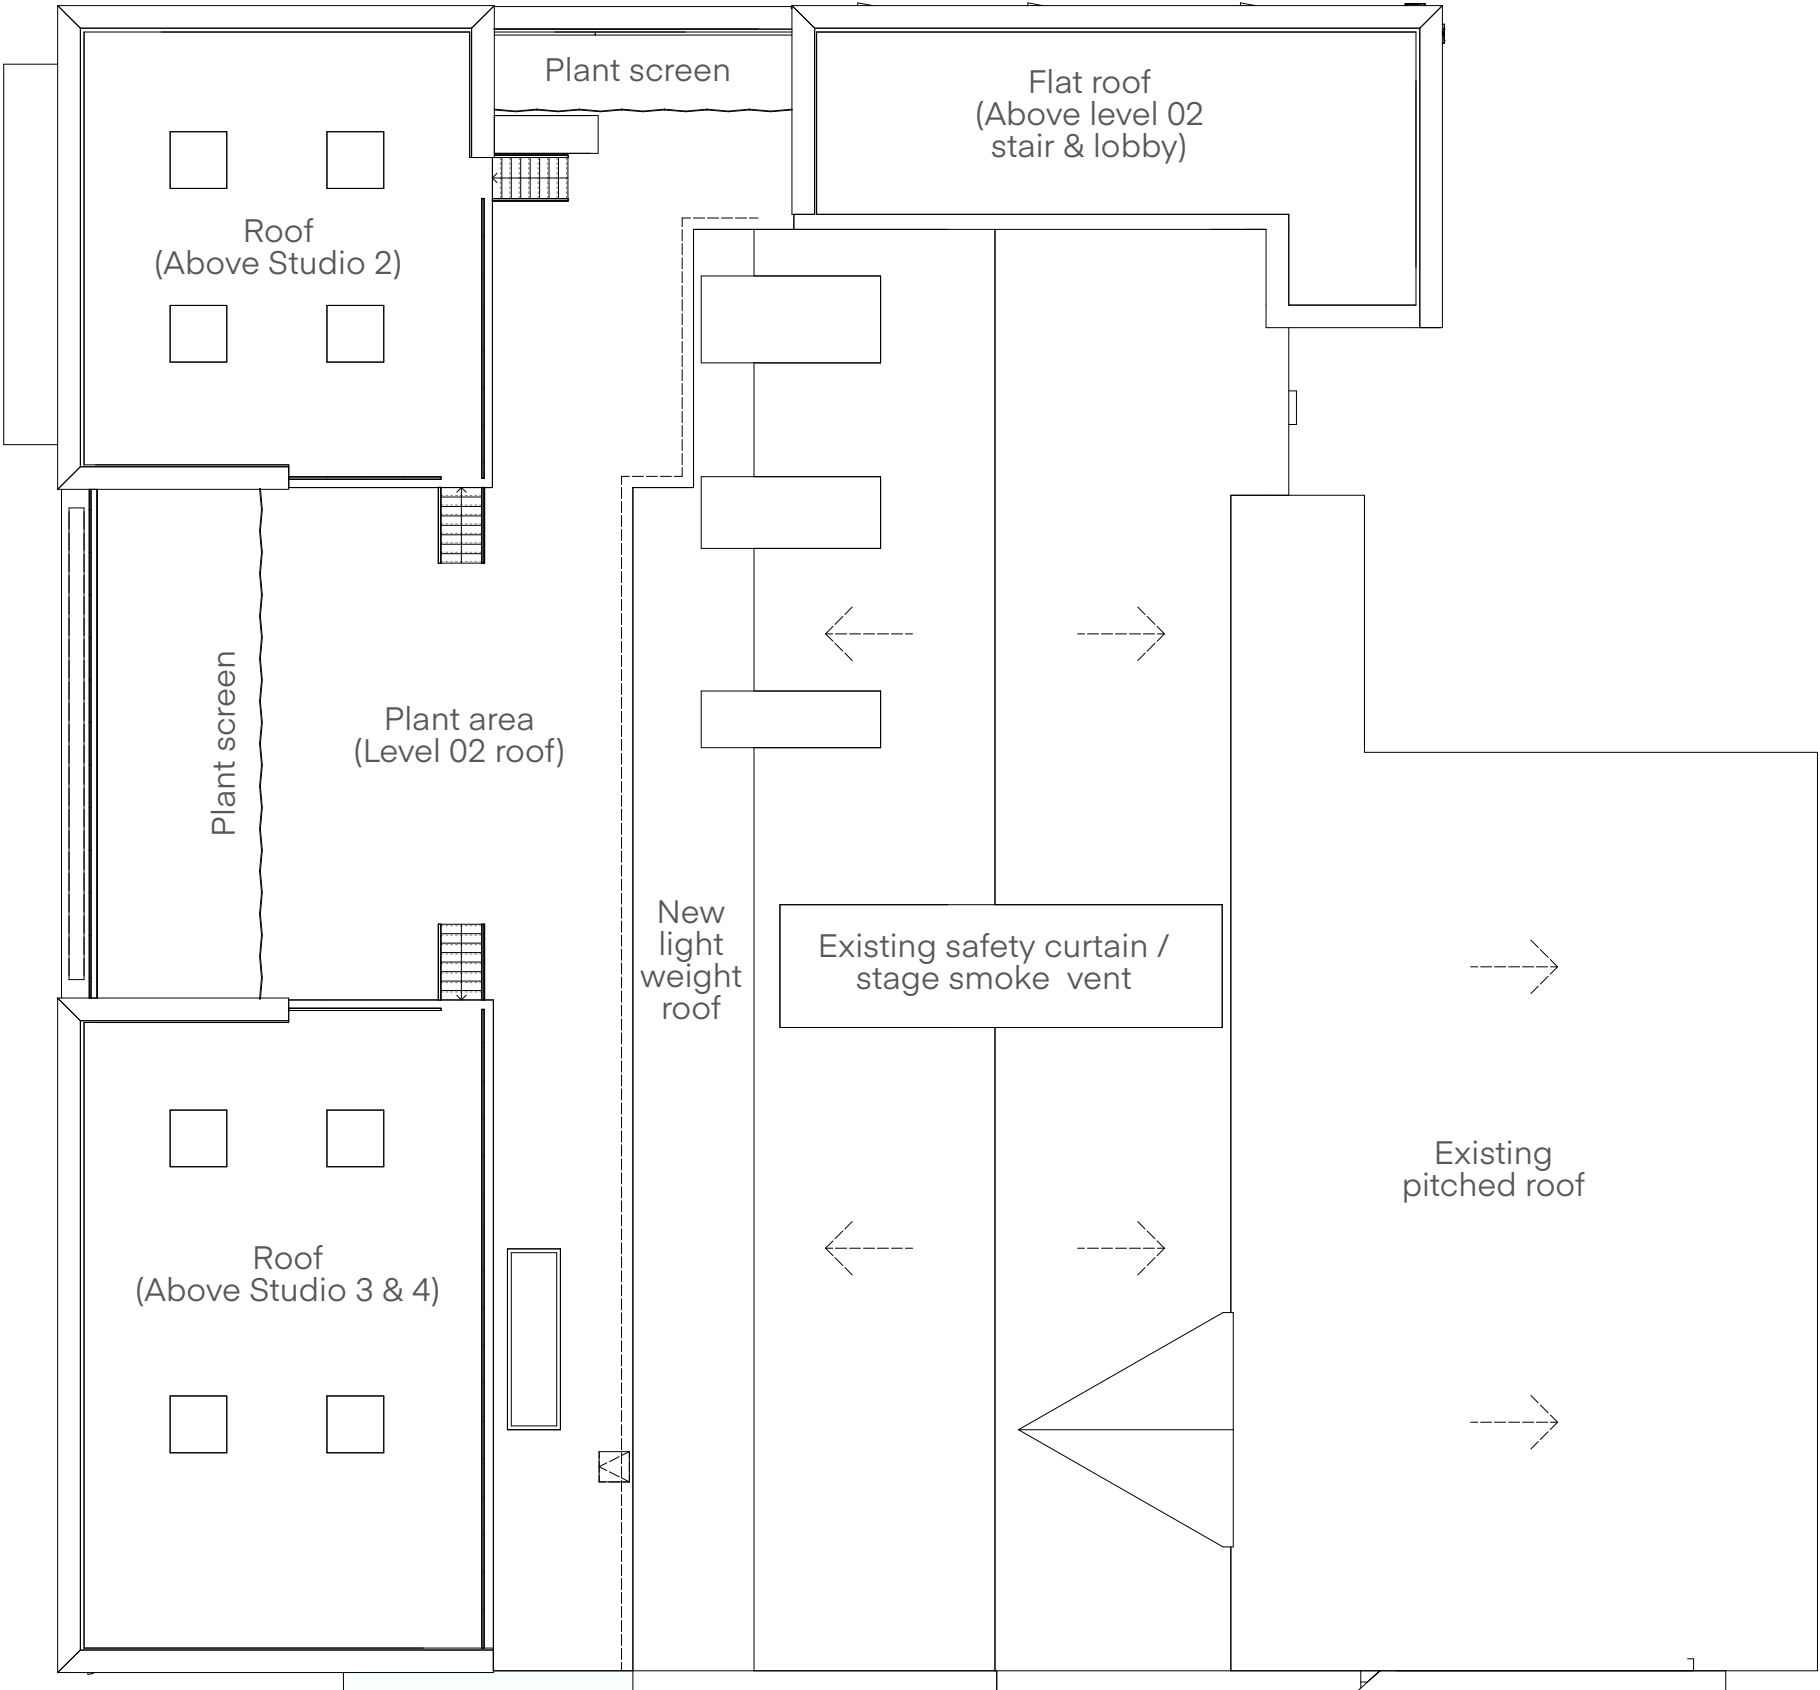 Plant screen
Flat roof
(Above level 02
stair & lobby)
Roof
(Above Studio 2)
Plant screen
Plant area
(Level 02 roof)
New
light
weight
roof
Existing safety curtain /
stage smoke vent
Existing
pitched roof
Roof
(Above Studio 3 & 4)